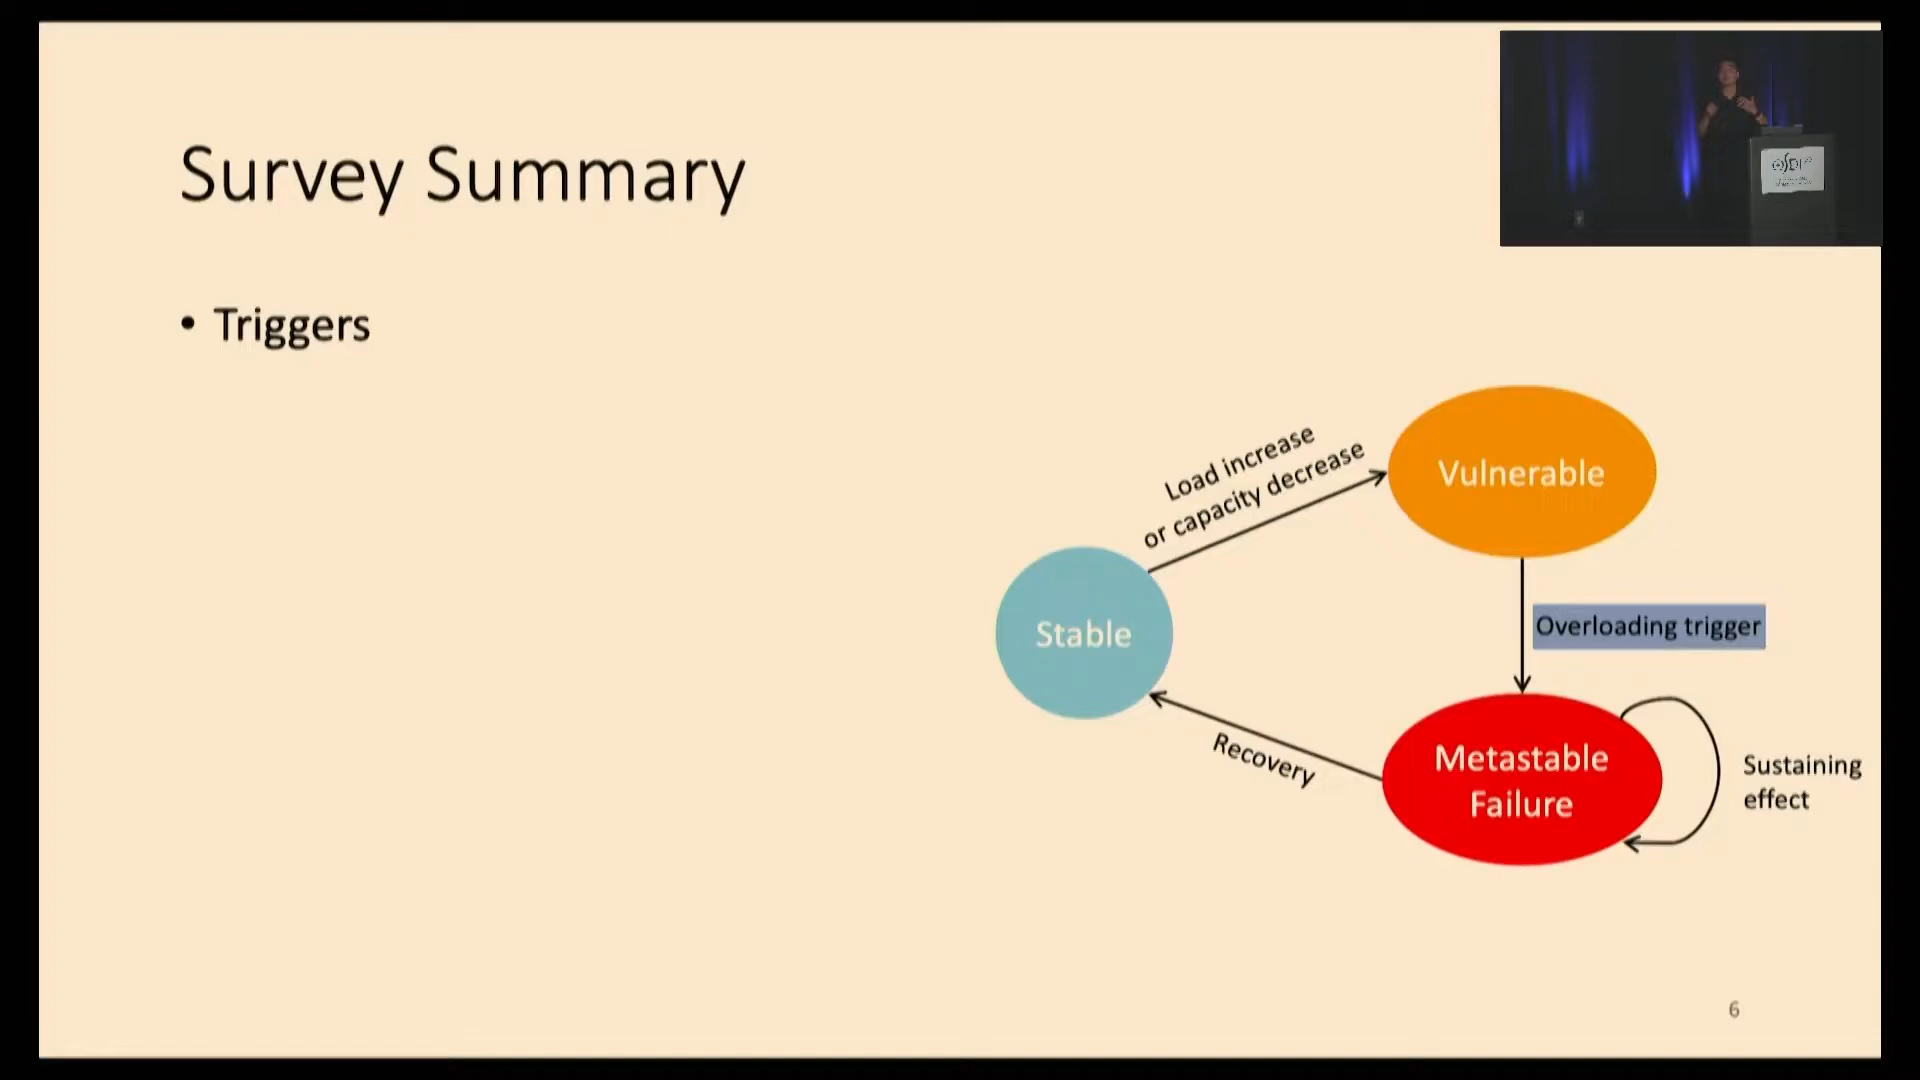 Survey Summary
• Triggers
Load increase
or capacity decrease
Vulnerable
Stable
Overloading trigger
Recovery
Metastable
Failure
Sustaining
effect
6